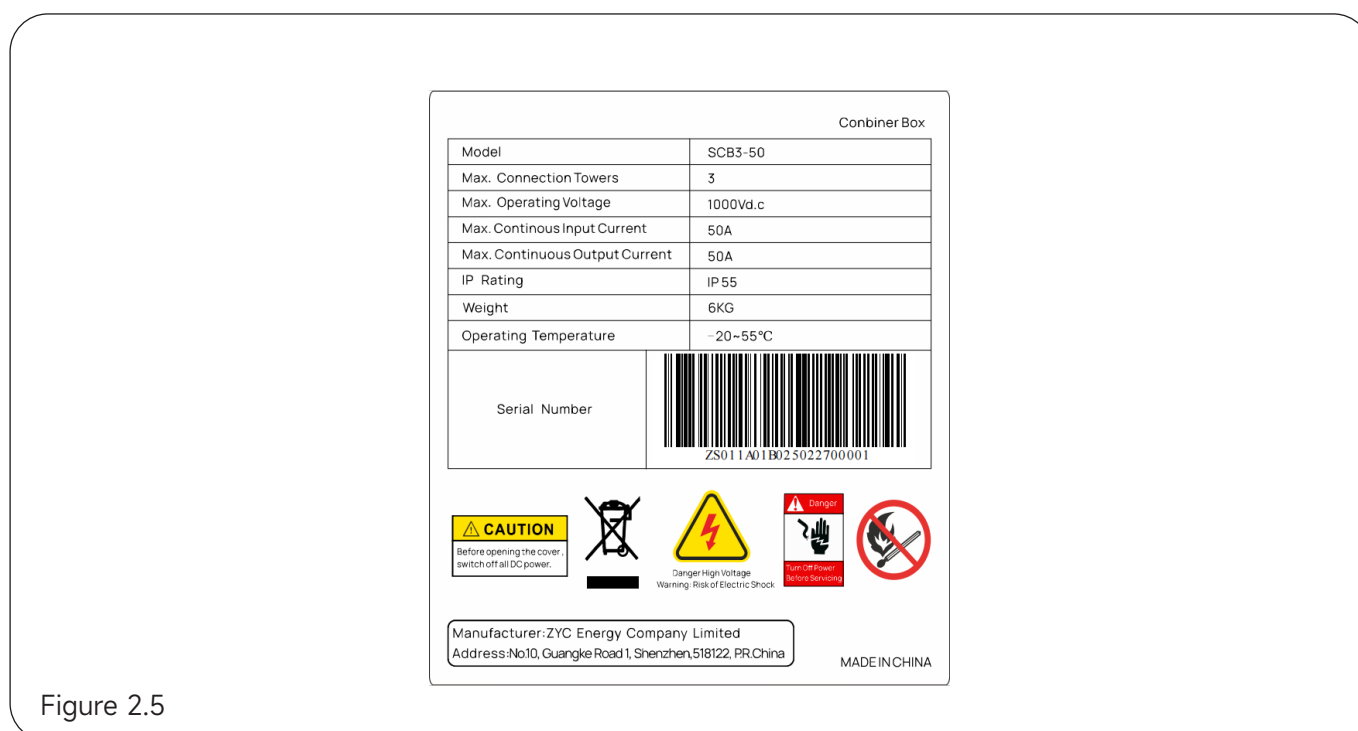 Conbiner Box
Model SCB3-50
Max. Connection Towers 3
Max. Operating Voltage 1000Vd.c
Max. Continous Input Current 50A
Max. Continuous Output Current 50A
IP Rating IP 55
Weight 6KG
Operating Temperature -20~55℃
Serial Number
ZS011A01B025022700001
CAUTION
Before opening the cover,
switch off all DC power.
Danger High Voltage
Warning: Risk of Electric Shock
Danger
Turn Off Power
Before Servicing
Manufacturer:ZYC Energy Company Limited
Address:No.10, Guangke Road 1, Shenzhen,518122, P.R.China
MADE IN CHINA
Figure 2.5